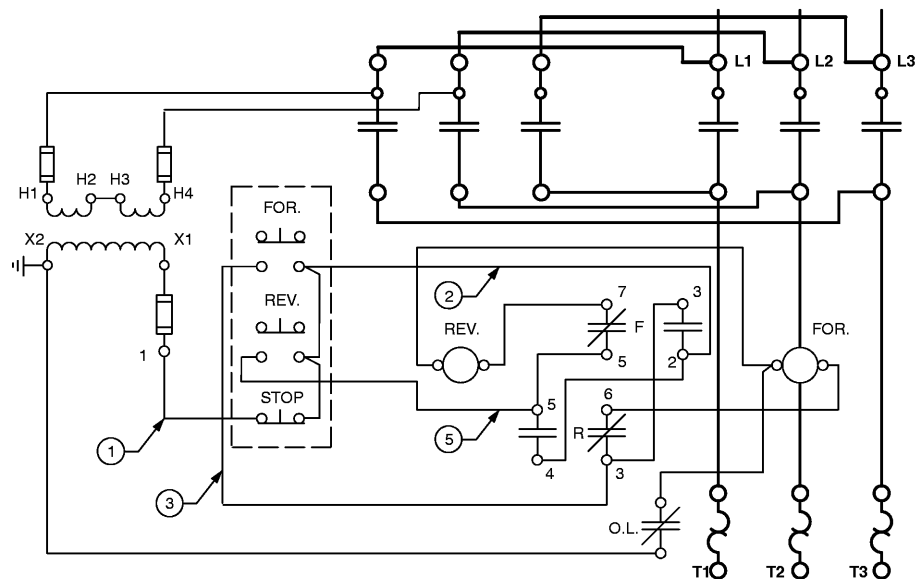 L1 L2 L3
H1 H2 H3 H4
X2 X1
FOR.
REV.
STOP
1
1
2
3
5
REV.
7
F
5
3
2
FOR.
5
4
6
R
3
O.L.
T1 T2 T3